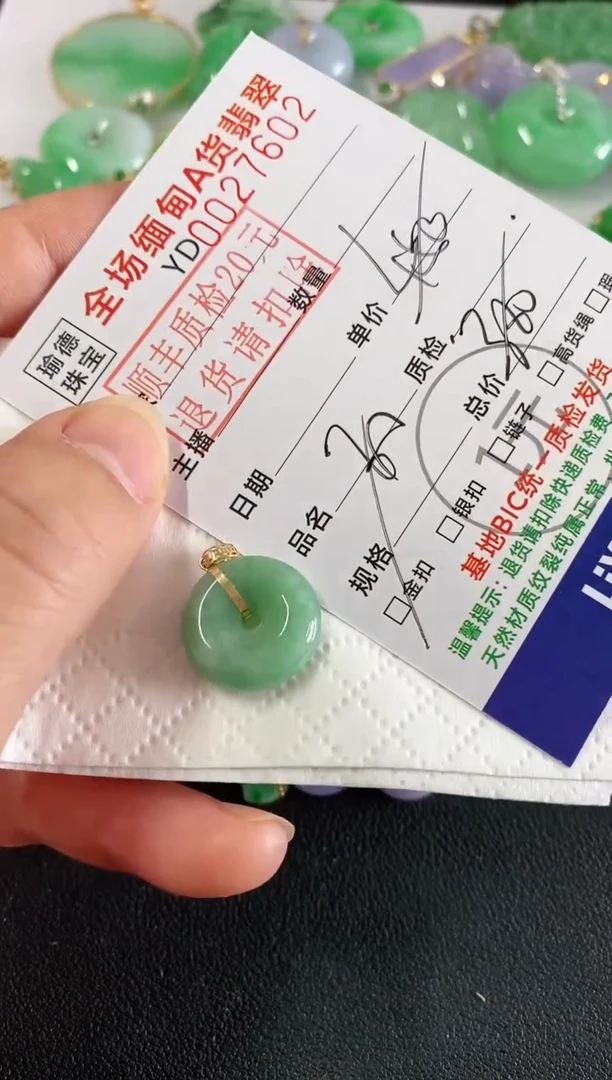 瑜德
珠宝
全场缅甸A货翡翠
YD0027602
顺丰质检20元
退货请扣除
主播
数量
日期
单价
品名
质检
规格
总价
金扣 银扣 链子 高货绳
基地BIC统一质检发货
温馨提示：退货请扣除快递质检费
天然材质纹裂纯属正常